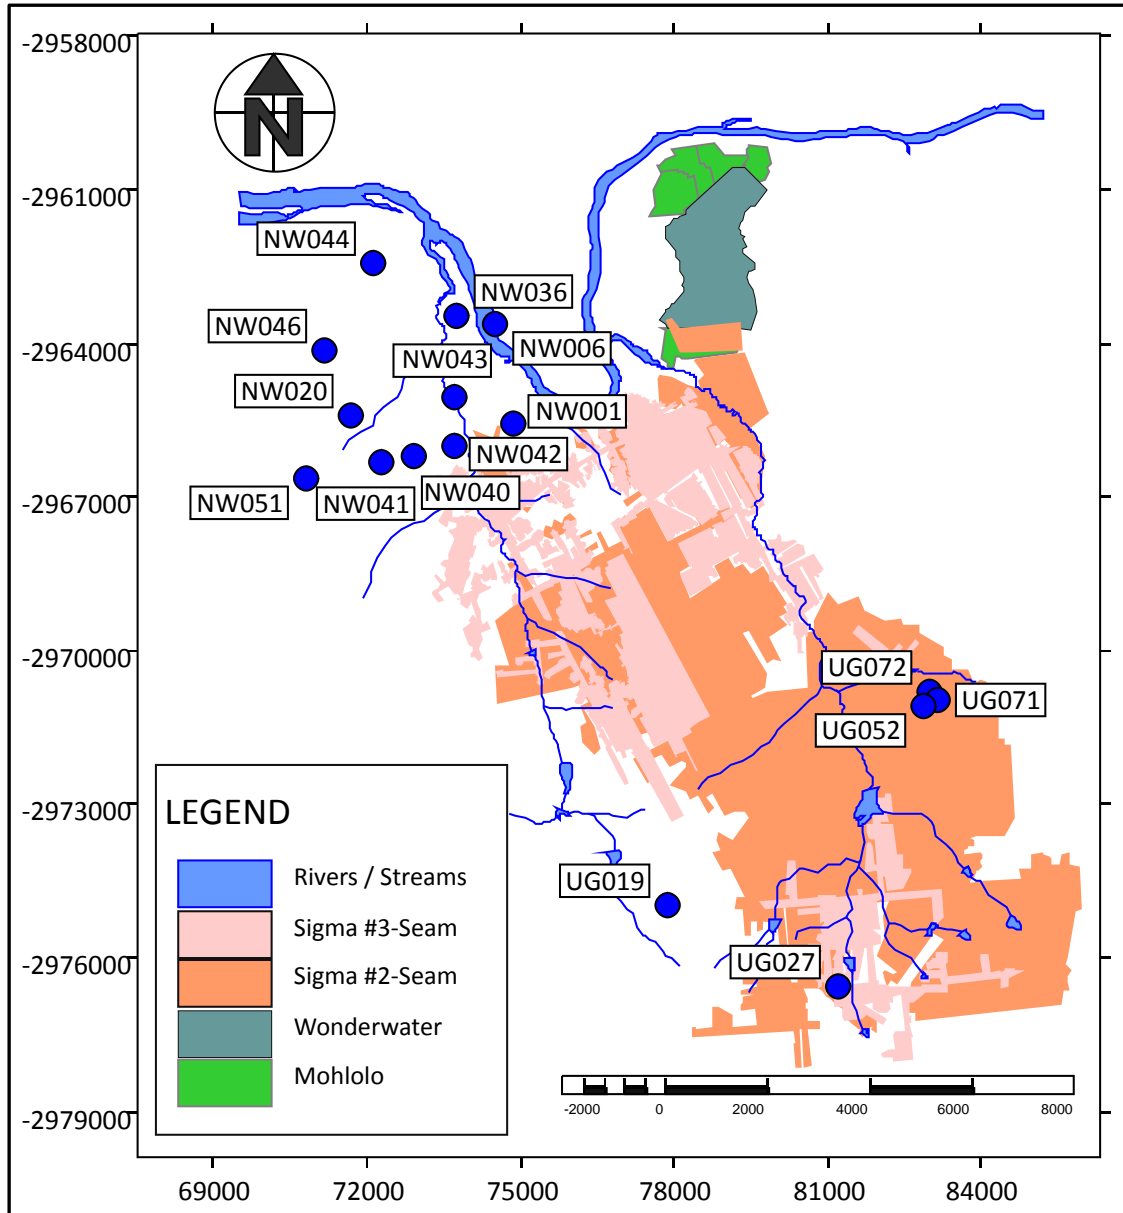 -2958000
N
-2961000
NW044
NW036
NW046
NW006
-2964000
NW043
NW020
NW001
NW042
NW040
NW051
NW041
-2967000
-2970000
UG072
UG071
UG052
-2973000
LEGEND
Rivers / Streams
Sigma #3-Seam
Sigma #2-Seam
Wonderwater
Mohlolo
UG019
UG027
-2976000
-2979000
-2000 0 2000 4000 6000 8000
69000 72000 75000 78000 81000 84000